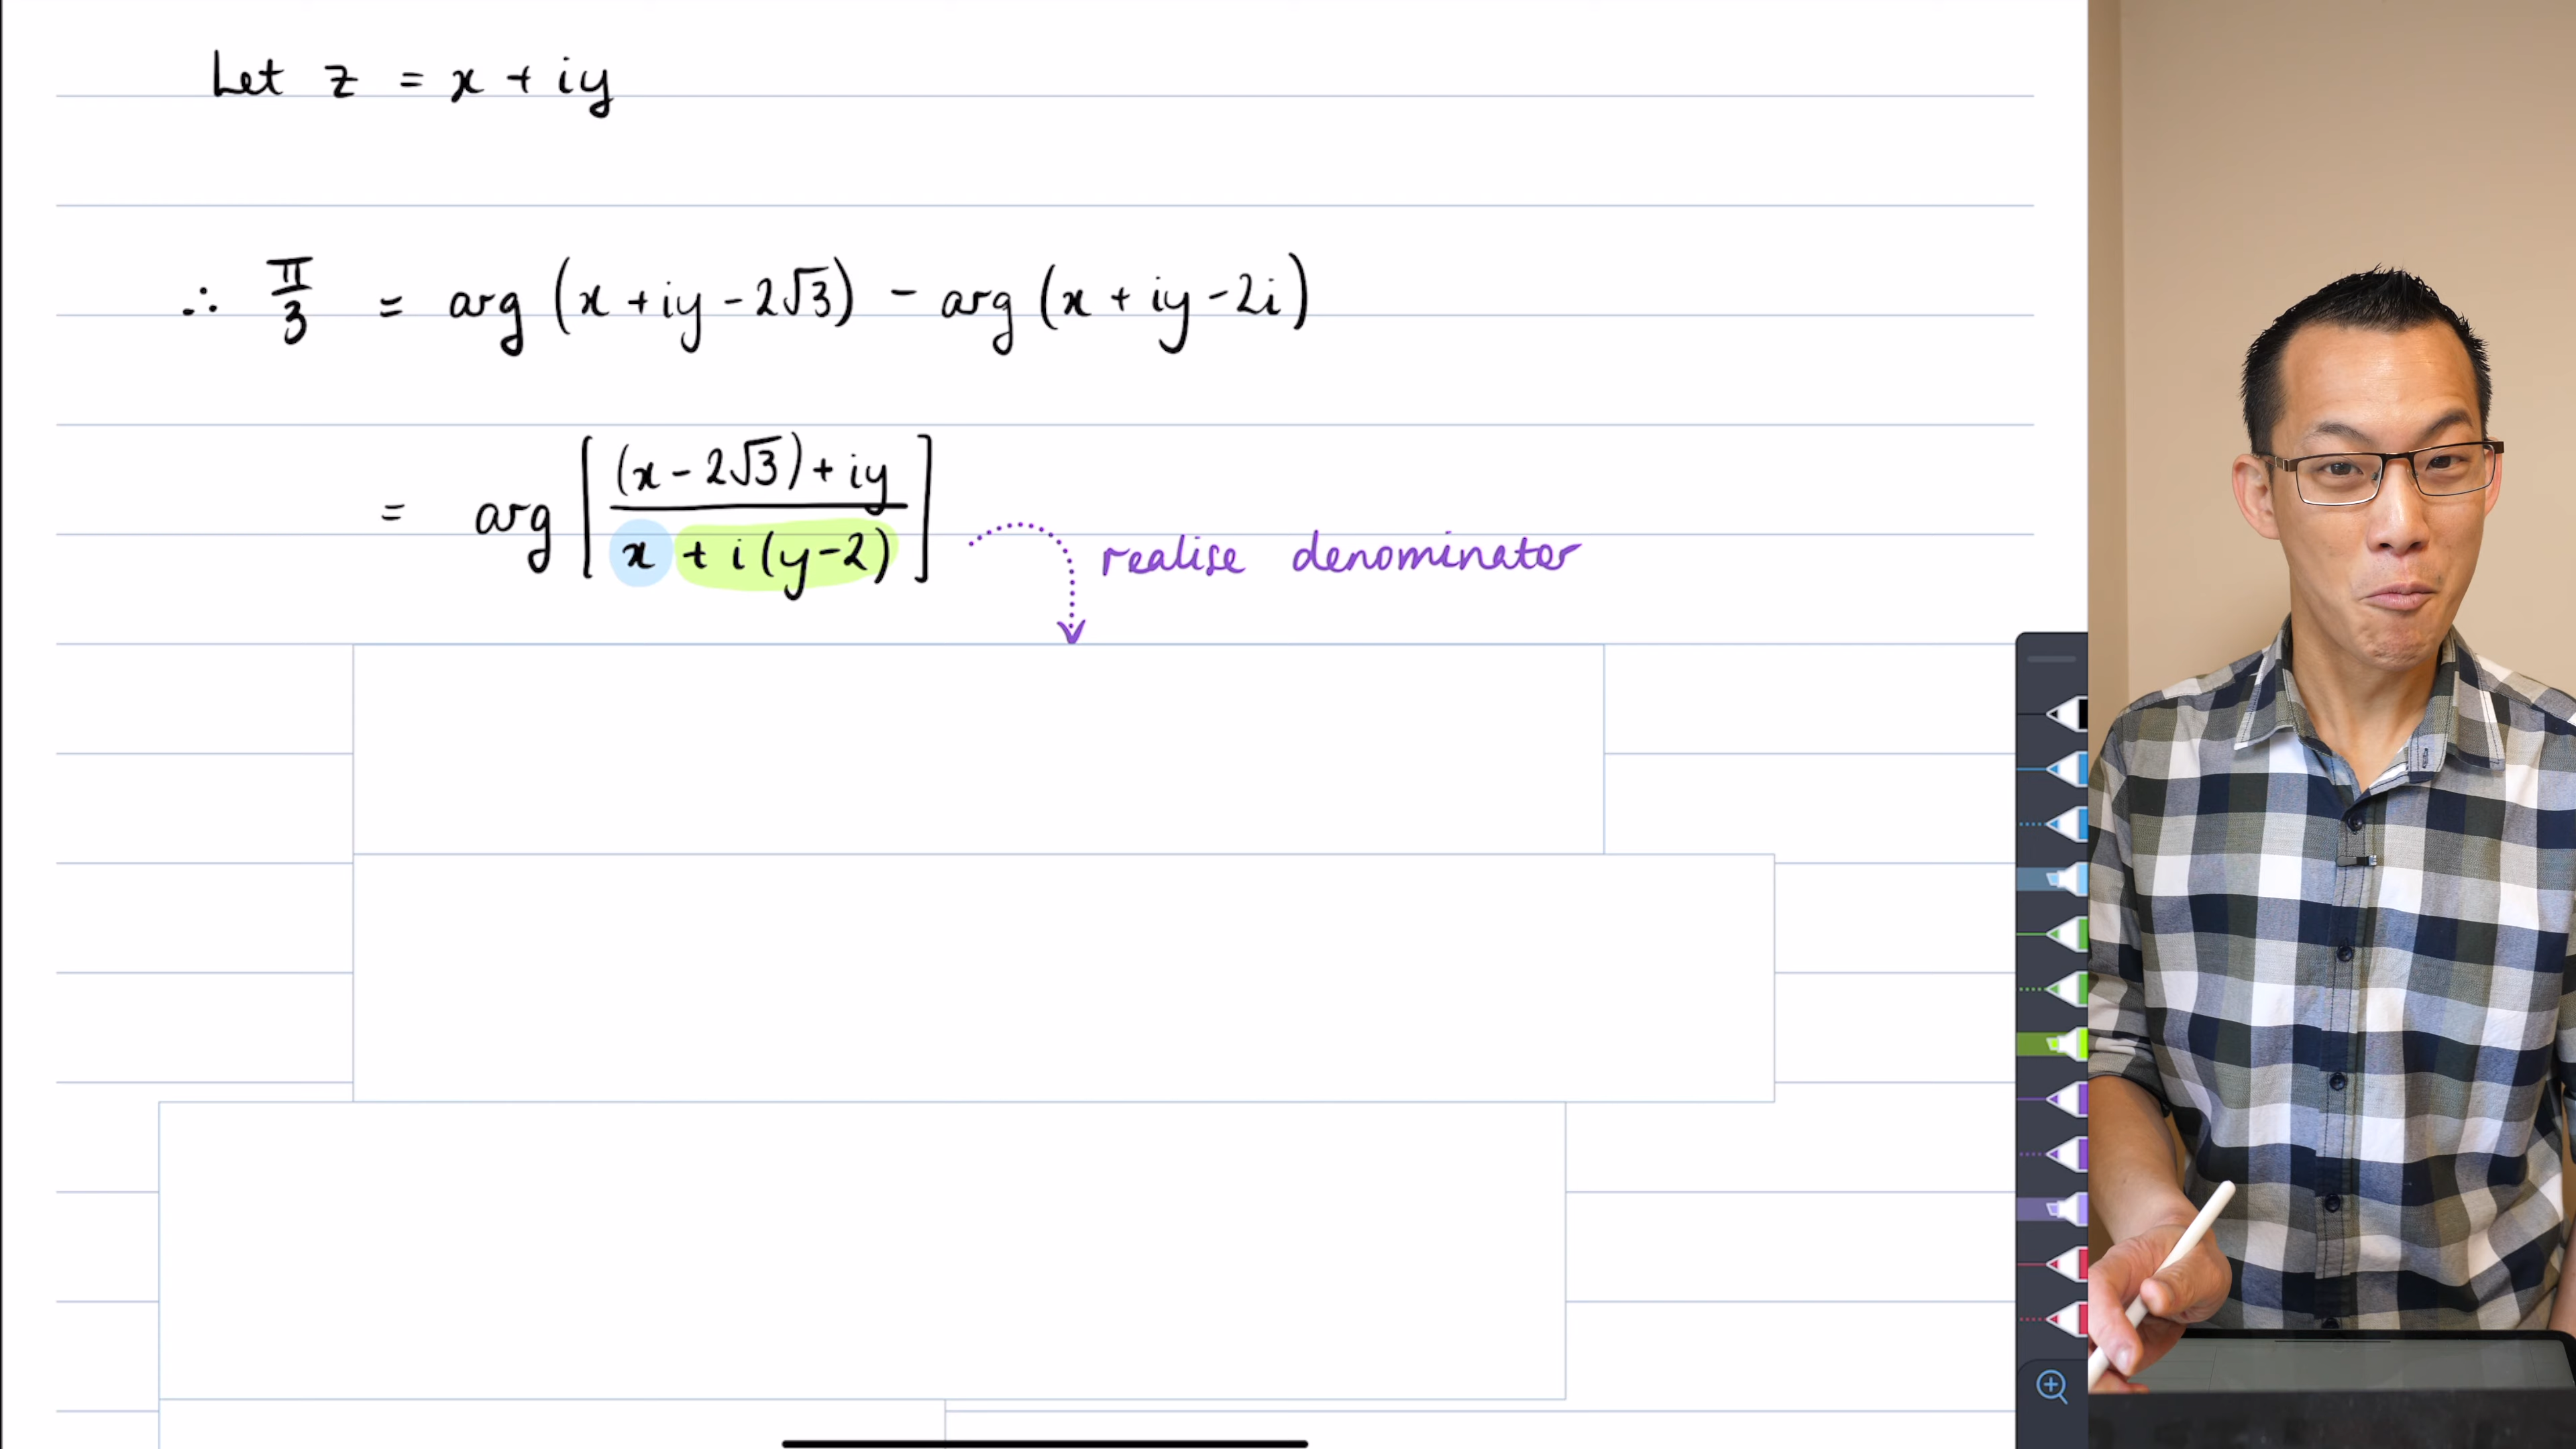 Let z = x + iy
∴ π/3 = arg (x + iy - 2√3) - arg (x + iy - 2i)
= arg [((x - 2√3) + iy)/(x + i(y-2))]
realise denominator